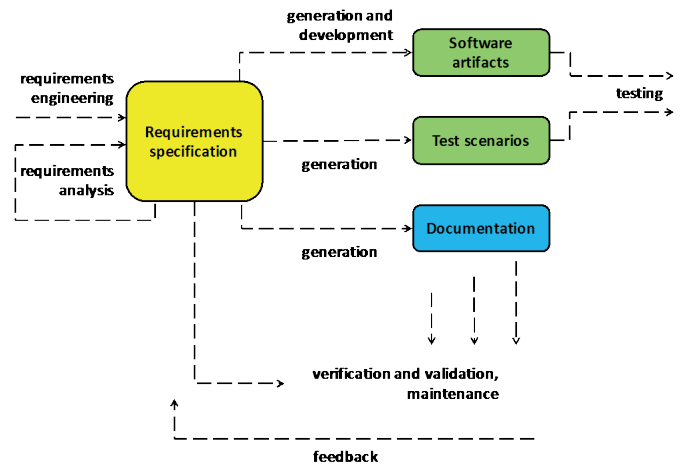 generation and
development
Software
artifacts
requirements
engineering
testing
Requirements
specification
Test scenarios
generation
requirements
analysis
Documentation
generation
verification and validation,
maintenance
feedback